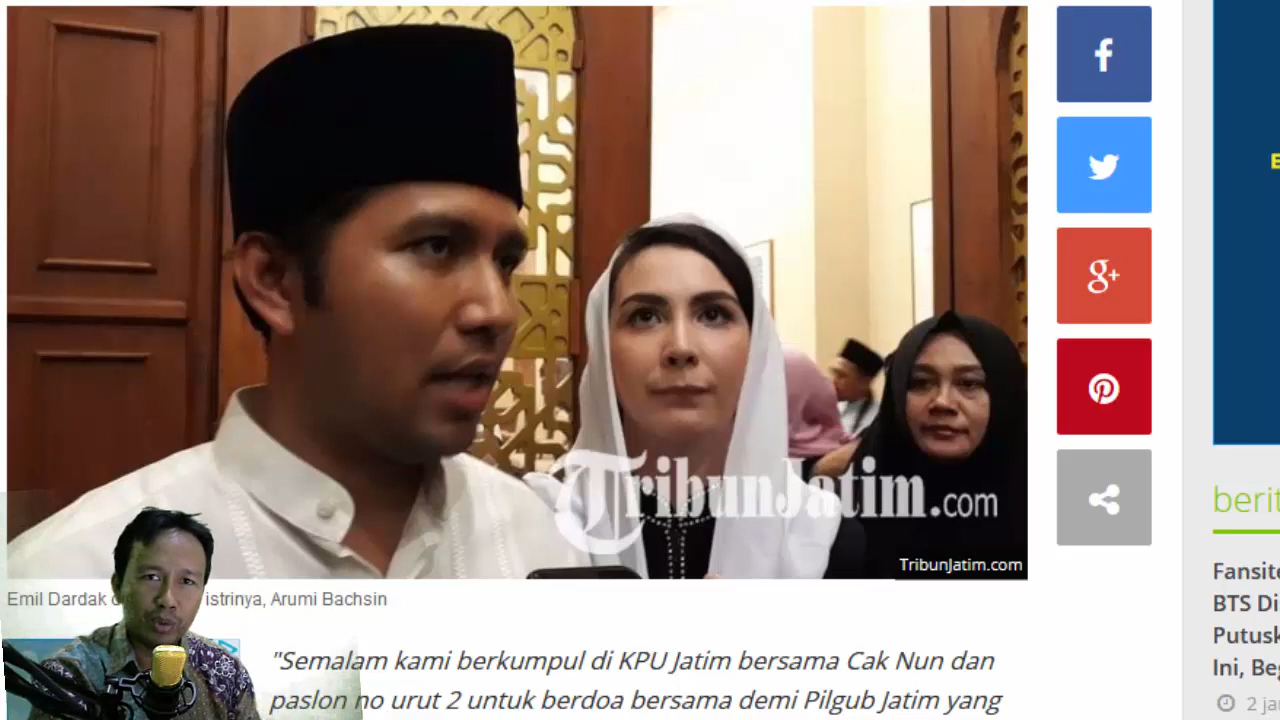 f
g+
TribunJatim.com
TribunJatim.com
Emil Dardak d istrinya, Arumi Bachsin
"Semalam kami berkumpul di KPU Jatim bersama Cak Nun dan
paslon no urut 2 untuk berdoa bersama demi Pilgub Jatim yang
E
berit
Fansite
BTS Di
Putusk
Ini, Beg
2 ja